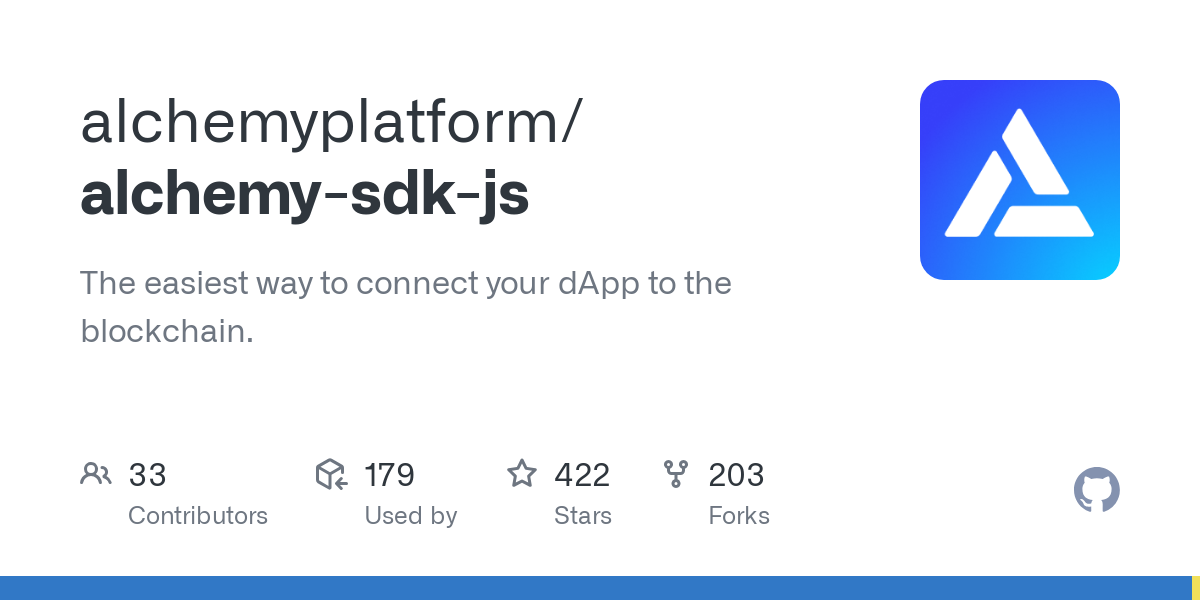 alchemyplatform/
alchemy-sdk-js
The easiest way to connect your dApp to the
blockchain.
33
Contributors
179
Used by
422
Stars
203
Forks